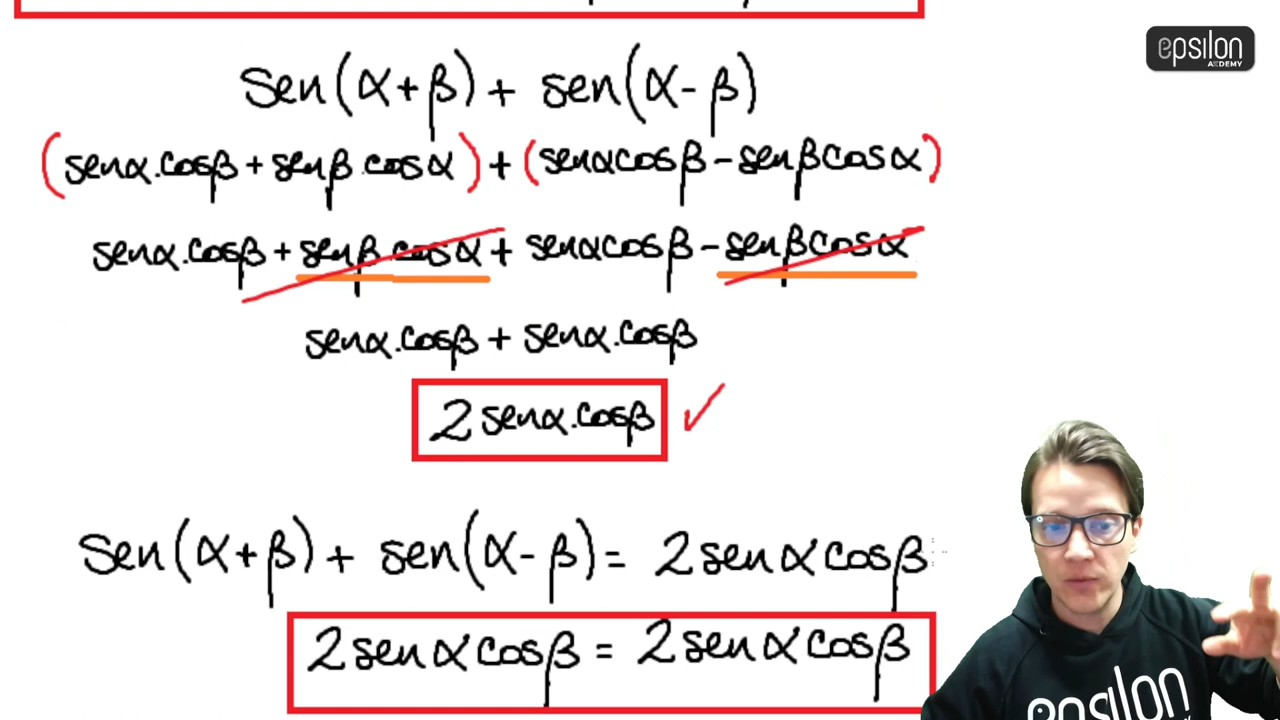 epsilon
AXDEMY
Sen(α+β)+ sen(α-β)
(senα.cosβ+senβ.cosα)+(senαcosβ-senβcosα)
senα.cosβ+senβ.cosα+senαcosβ-senβcosα
senα.cosβ+senα.cosβ
2senα.cosβ ✓
Sen(α+β)+ sen(α-β)= 2senαcosβ
2senαcosβ = 2senαcosβ
epsilon